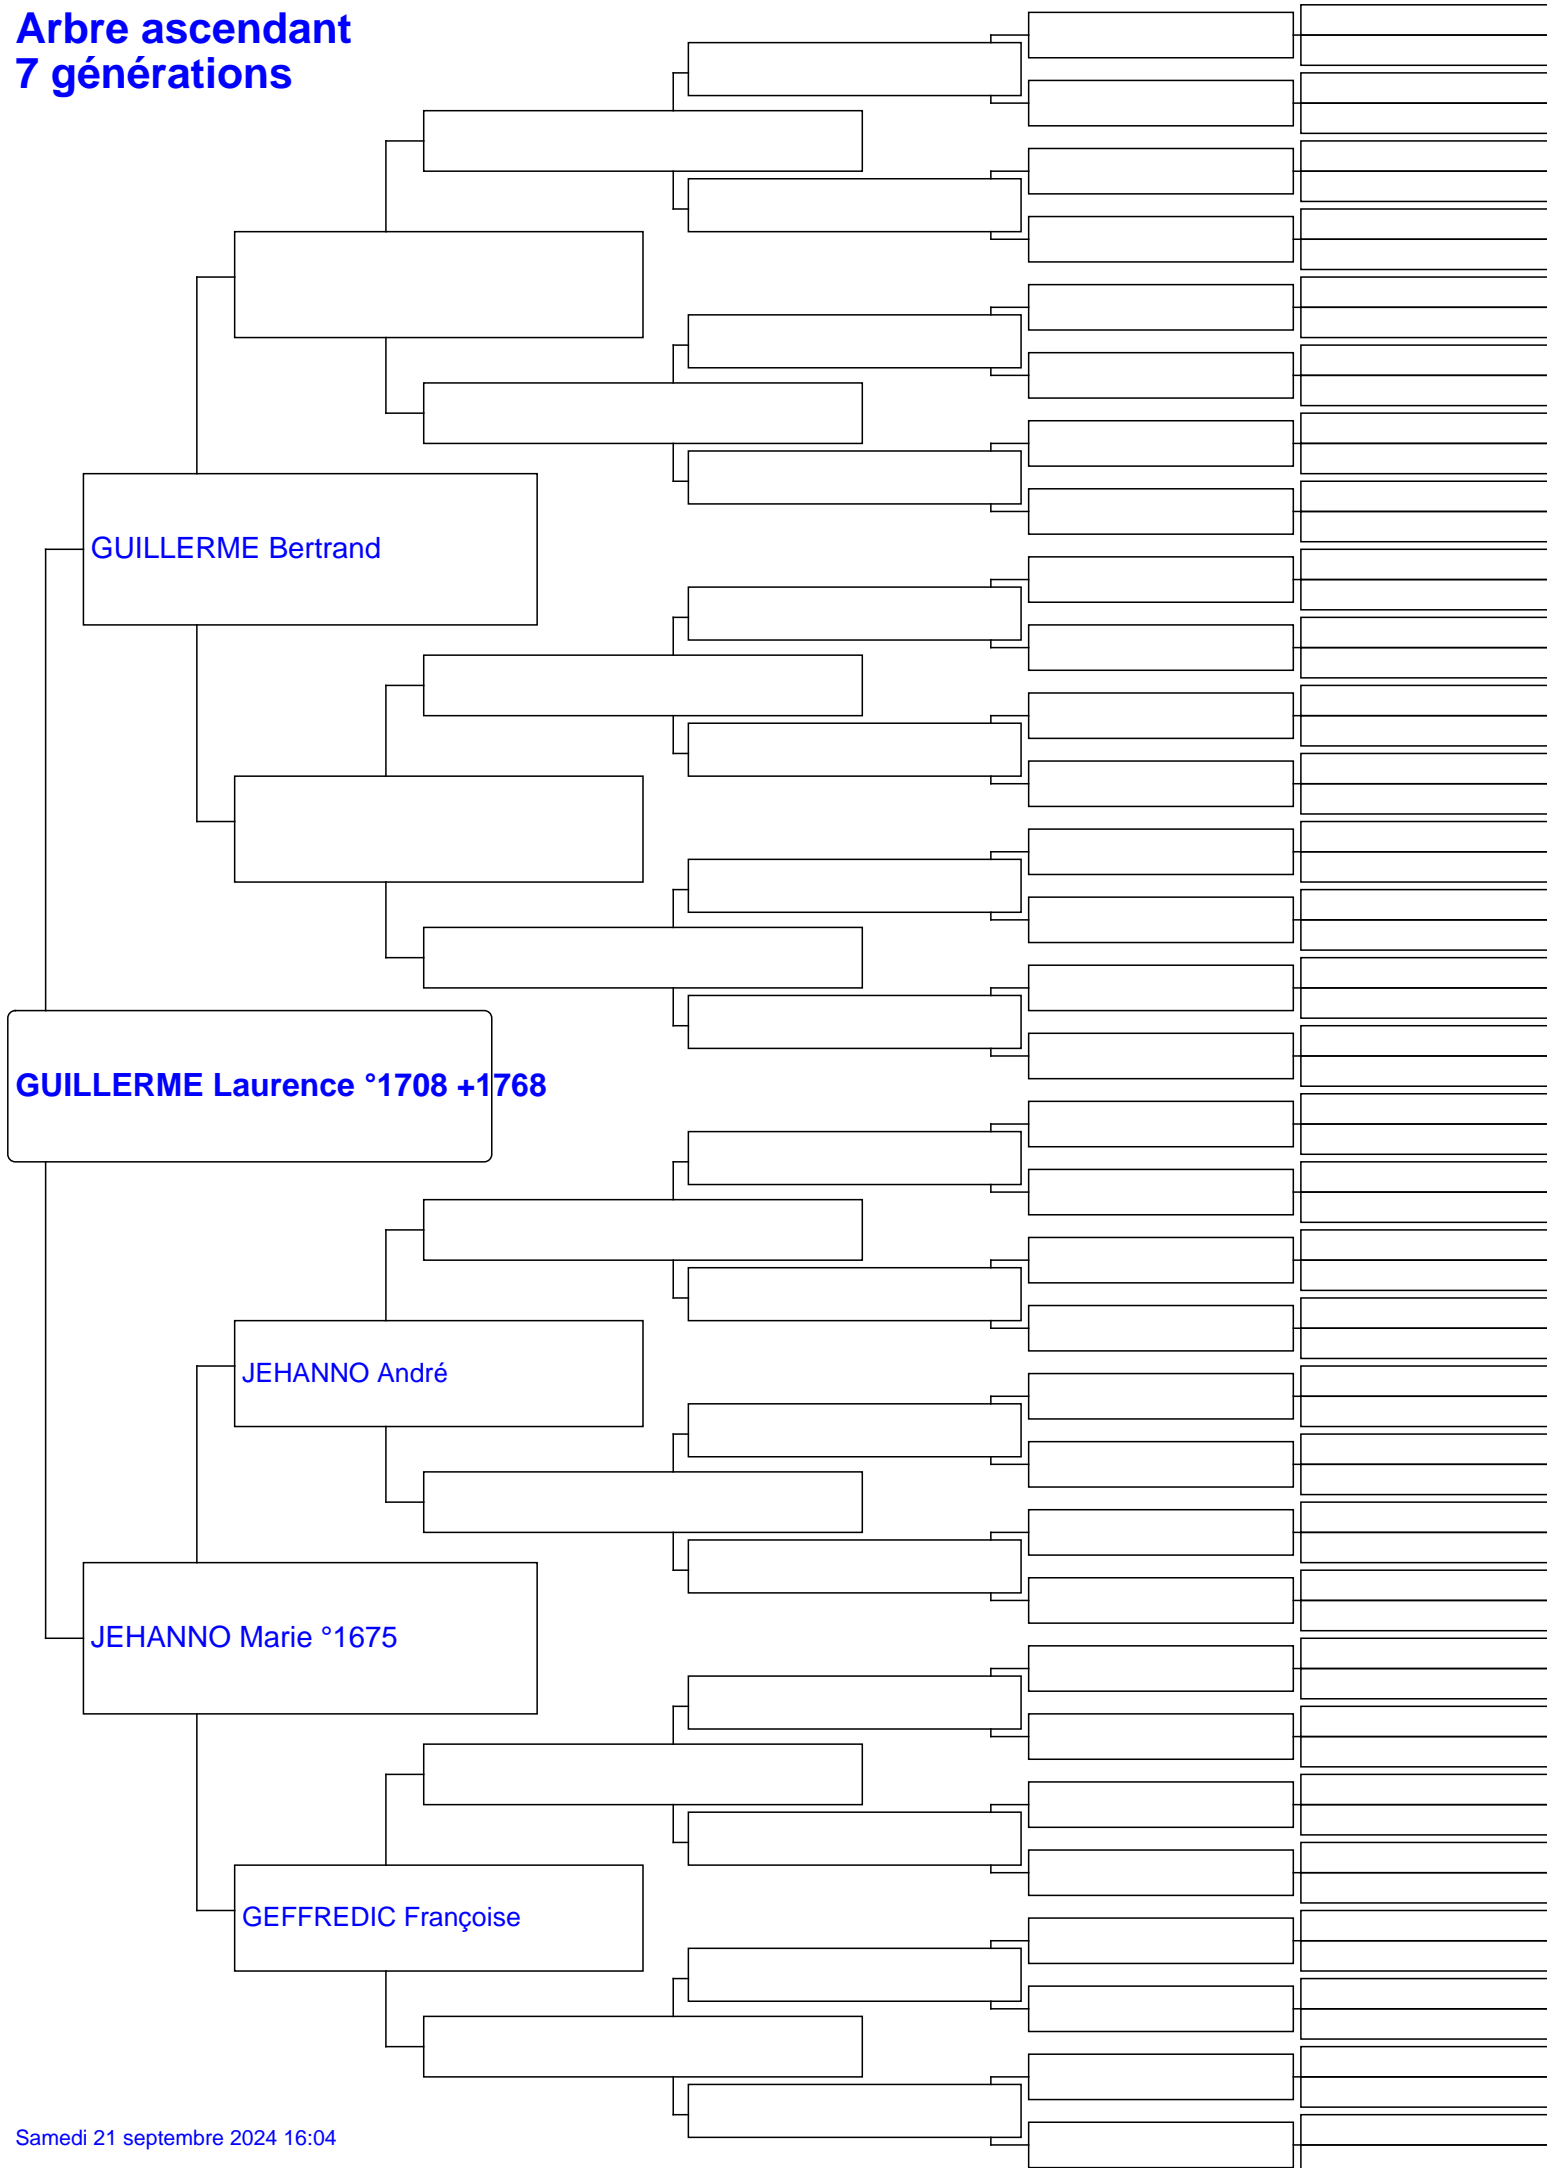 Arbre ascendant
7 générations
GUILLERME Bertrand
GUILLERME Laurence °1708 +1768
JEHANNO André
JEHANNO Marie °1675
GEFFREDIC Françoise
Samedi 21 septembre 2024 16:04